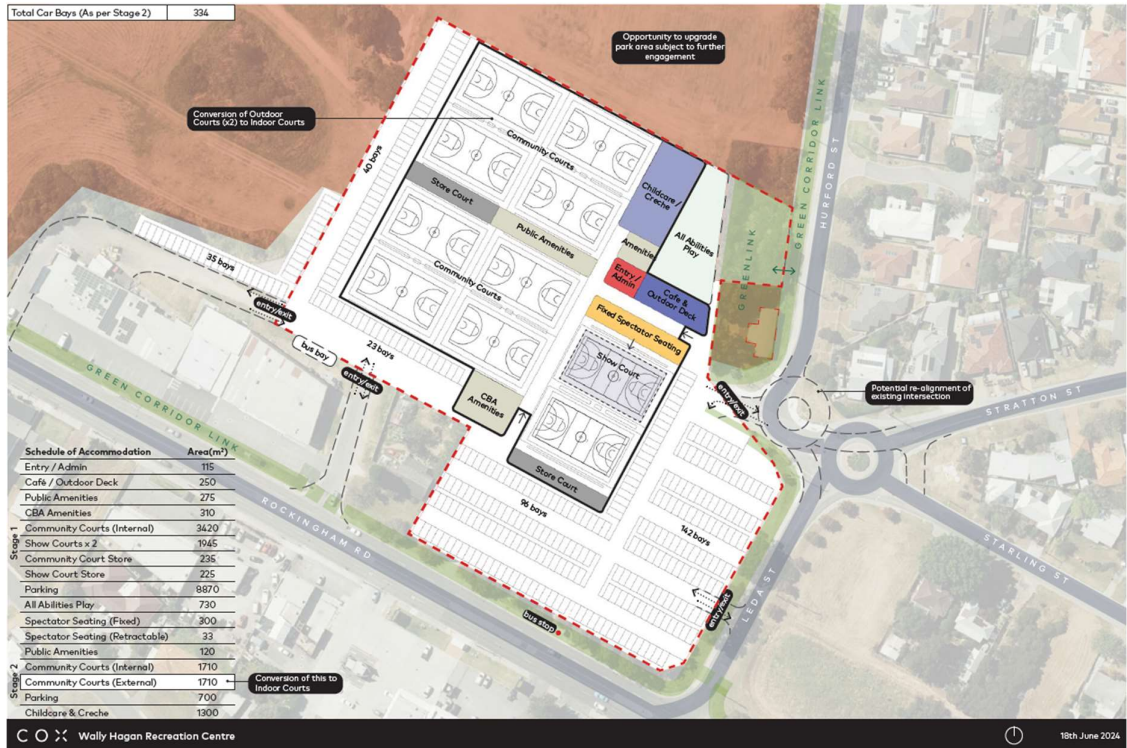 Total Car Bays (As per Stage 2) 334
Opportunity to upgrade
park area subject to further
engagement
Conversion of Outdoor
Courts (x2) to Indoor Courts
40 bays
Community Courts
Store Court
Public Amenities
Childcare /
Creche
All Abilities
Play
Amenitie
Entry /
Admin
Cafe &
Outdoor Deck
GREENLINK
GREEN CORRIDOR LINK
HURFORD ST
35 bays
Community Courts
Fixed Spectator Seating
Show Court
entry/exit
bus bay
23 bays
entry/exit
CBA
Amenities
entry/exit
Potential re-alignment of
existing intersection
STRATTON ST
GREEN CORRIDOR LINK
Store Court
96 bays
142 bays
ROCKINGHAM RD
STARLING ST
LEDA ST
entry/exit
bus stop
Schedule of Accommodation Area(m²)
Stage 1
Entry / Admin 115
Café / Outdoor Deck 250
Public Amenities 275
CBA Amenities 310
Community Courts (Internal) 3420
Show Courts x 2 1945
Community Court Store 235
Show Court Store 225
Parking 8870
All Abilities Play 730
Spectator Seating (Fixed) 300
Spectator Seating (Retractable) 33
Public Amenities 120
Stage 2
Community Courts (Internal) 1710
Community Courts (External) 1710
Parking 700
Childcare & Creche 1300
Conversion of this to
Indoor Courts
COX Wally Hagan Recreation Centre
18th June 2024